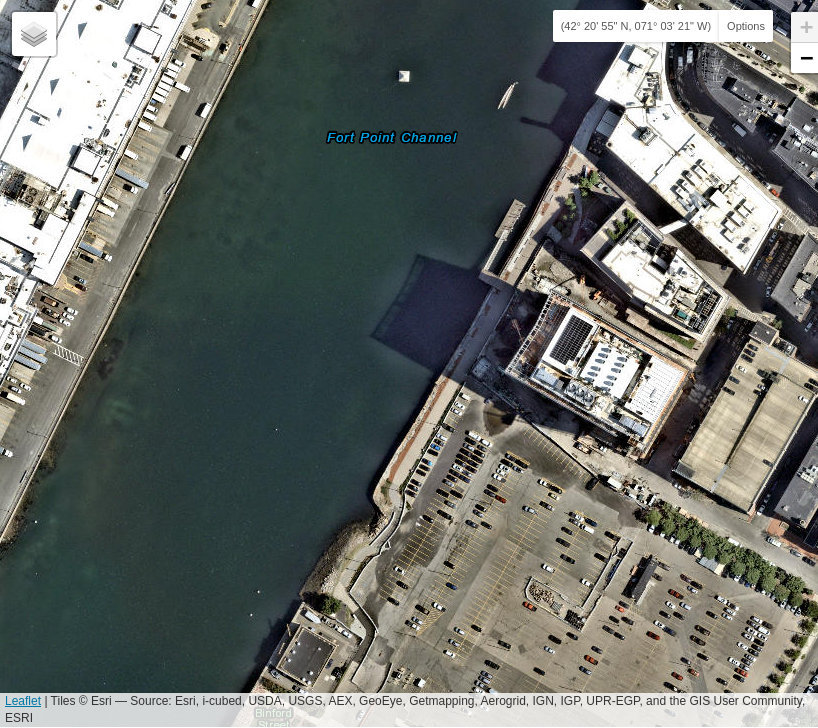 (42° 20' 55" N, 071° 03' 21" W)
Options
+
−
Fort Point Channel
Binford
Street
Leaflet | Tiles © Esri — Source: Esri, i-cubed, USDA, USGS, AEX, GeoEye, Getmapping, Aerogrid, IGN, IGP, UPR-EGP, and the GIS User Community,
ESRI